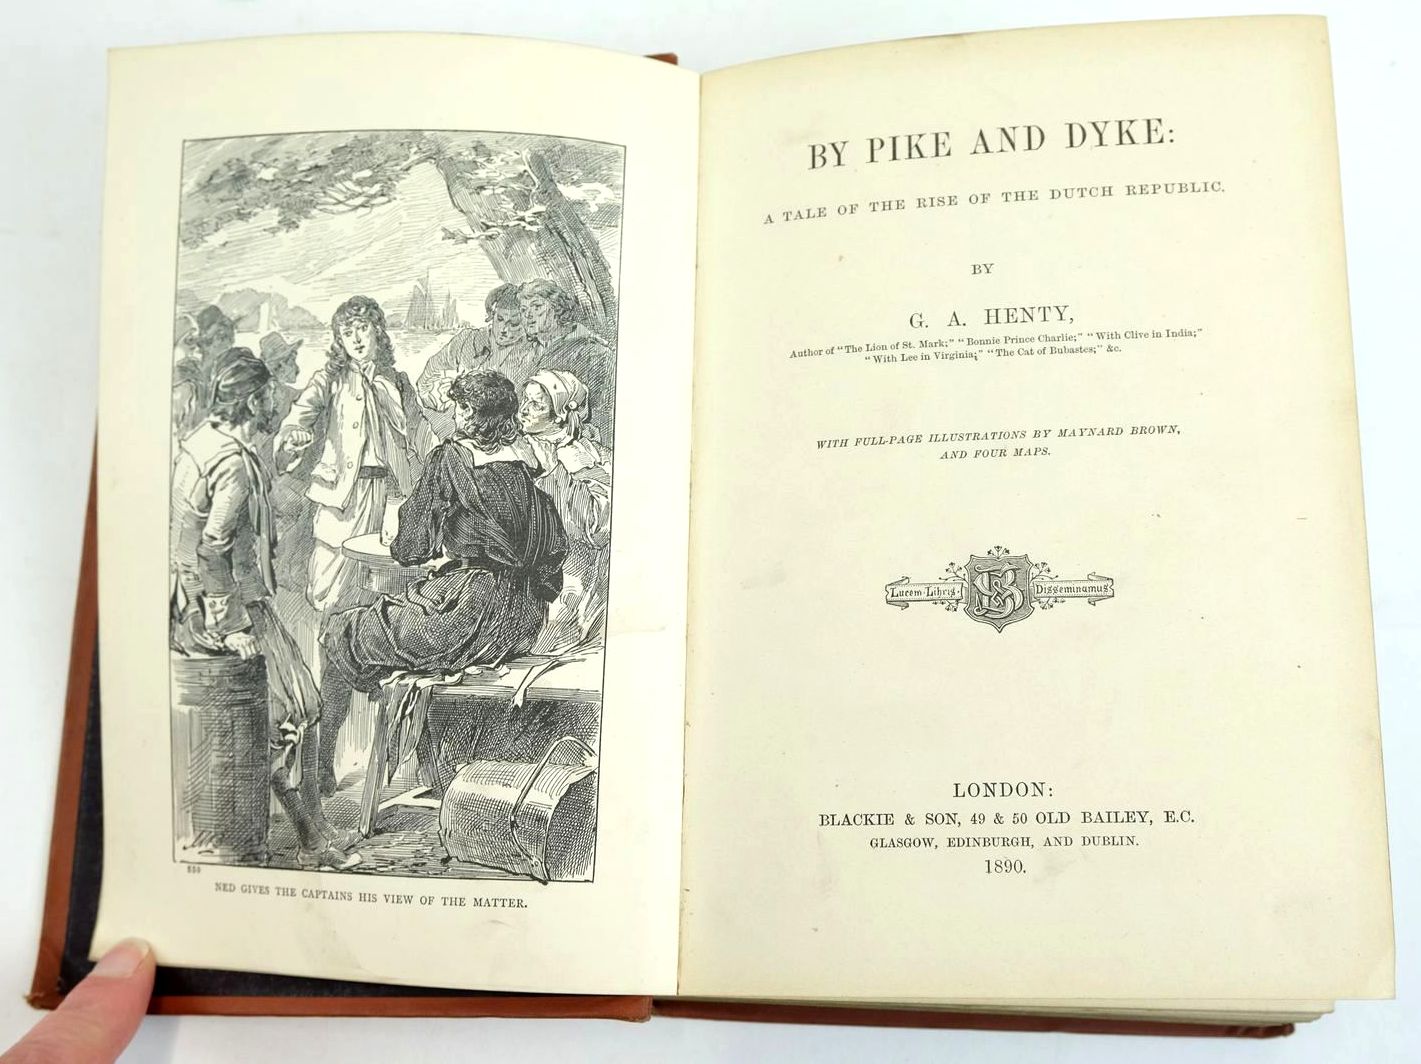 550
NED GIVES THE CAPTAINS HIS VIEW OF THE MATTER.
BY PIKE AND DYKE:
A TALE OF THE RISE OF THE DUTCH REPUBLIC.
BY
G. A. HENTY,
Author of "The Lion of St. Mark;" "Bonnie Prince Charlie;" "With Clive in India;"
"With Lee in Virginia;" "The Cat of Bubastes;" &c.
WITH FULL-PAGE ILLUSTRATIONS BY MAYNARD BROWN,
AND FOUR MAPS.
Lucem Libris Disseminamus
LONDON:
BLACKIE & SON, 49 & 50 OLD BAILEY, E.C.
GLASGOW, EDINBURGH, AND DUBLIN.
1890.